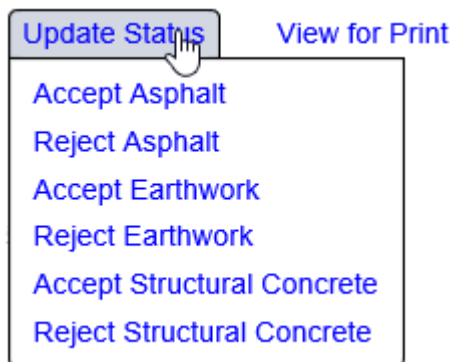 Update Status View for Print
Accept Asphalt
Reject Asphalt
Accept Earthwork
Reject Earthwork
Accept Structural Concrete
Reject Structural Concrete